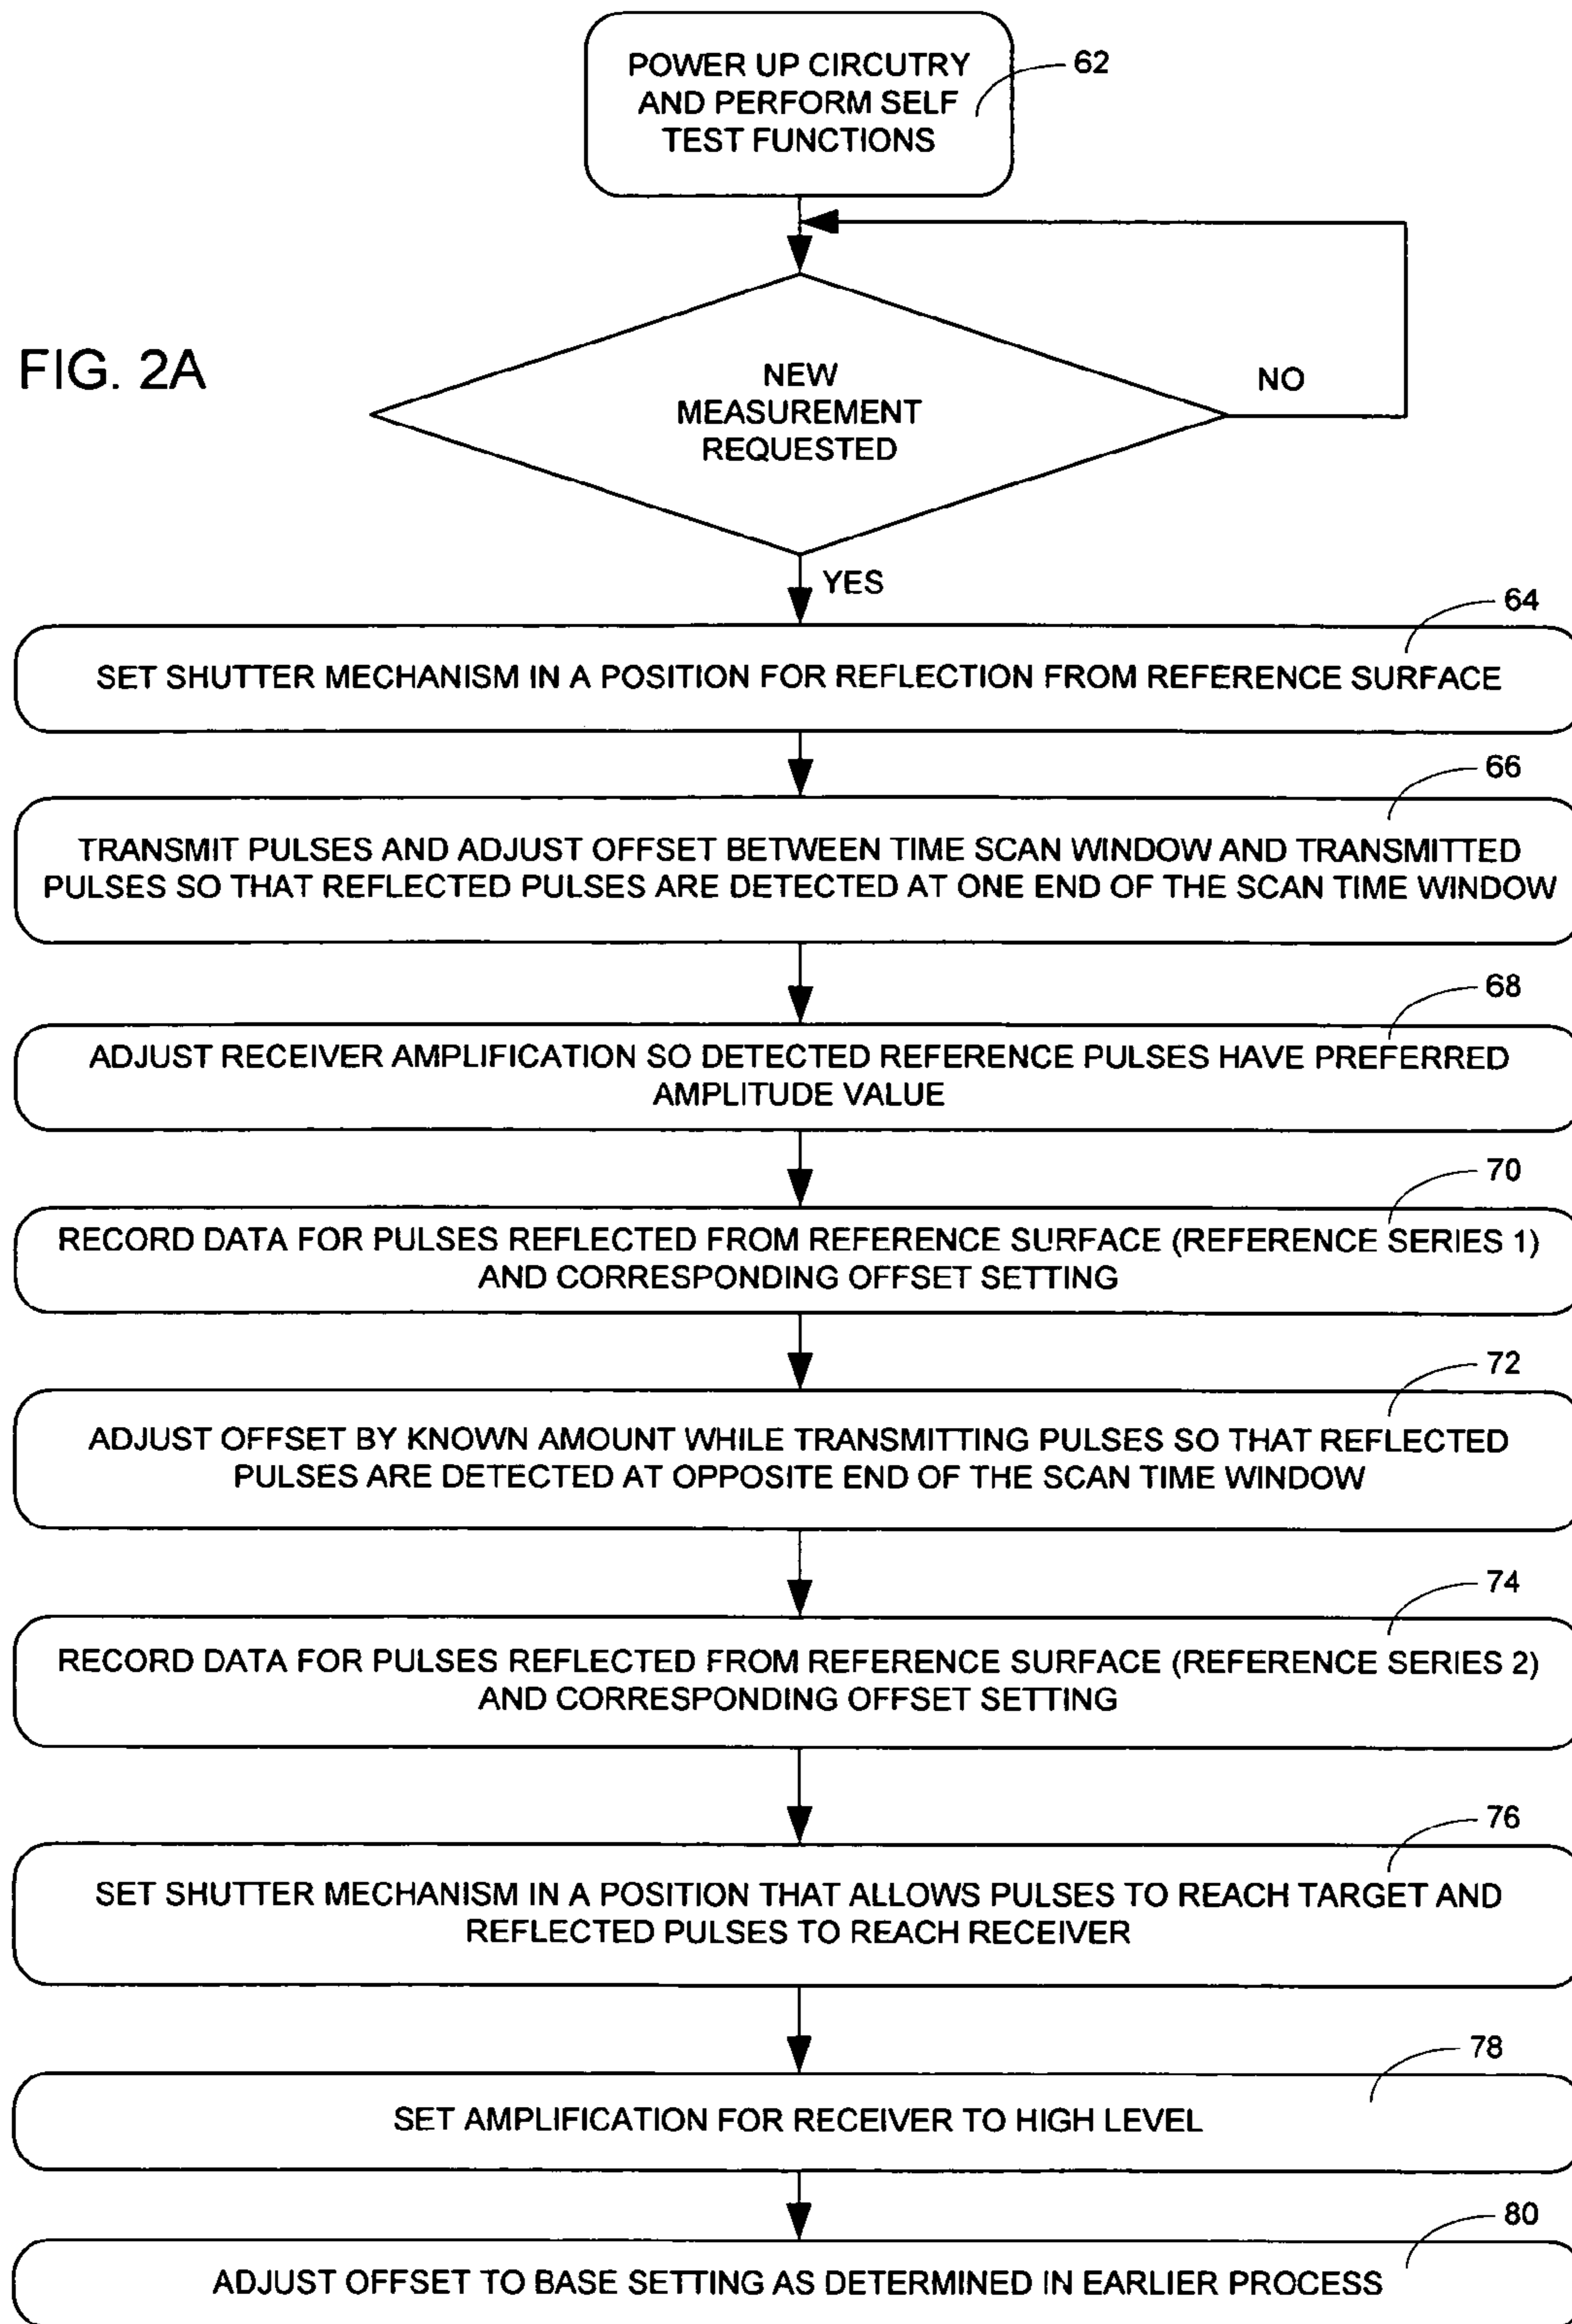 POWER UP CIRCUTRY
AND PERFORM SELF
TEST FUNCTIONS
62
FIG. 2A
NEW
MEASUREMENT
REQUESTED
NO
YES
64
SET SHUTTER MECHANISM IN A POSITION FOR REFLECTION FROM REFERENCE SURFACE
66
TRANSMIT PULSES AND ADJUST OFFSET BETWEEN TIME SCAN WINDOW AND TRANSMITTED
PULSES SO THAT REFLECTED PULSES ARE DETECTED AT ONE END OF THE SCAN TIME WINDOW
68
ADJUST RECEIVER AMPLIFICATION SO DETECTED REFERENCE PULSES HAVE PREFERRED
AMPLITUDE VALUE
70
RECORD DATA FOR PULSES REFLECTED FROM REFERENCE SURFACE (REFERENCE SERIES 1)
AND CORRESPONDING OFFSET SETTING
72
ADJUST OFFSET BY KNOWN AMOUNT WHILE TRANSMITTING PULSES SO THAT REFLECTED
PULSES ARE DETECTED AT OPPOSITE END OF THE SCAN TIME WINDOW
74
RECORD DATA FOR PULSES REFLECTED FROM REFERENCE SURFACE (REFERENCE SERIES 2)
AND CORRESPONDING OFFSET SETTING
76
SET SHUTTER MECHANISM IN A POSITION THAT ALLOWS PULSES TO REACH TARGET AND
REFLECTED PULSES TO REACH RECEIVER
78
SET AMPLIFICATION FOR RECEIVER TO HIGH LEVEL
80
ADJUST OFFSET TO BASE SETTING AS DETERMINED IN EARLIER PROCESS